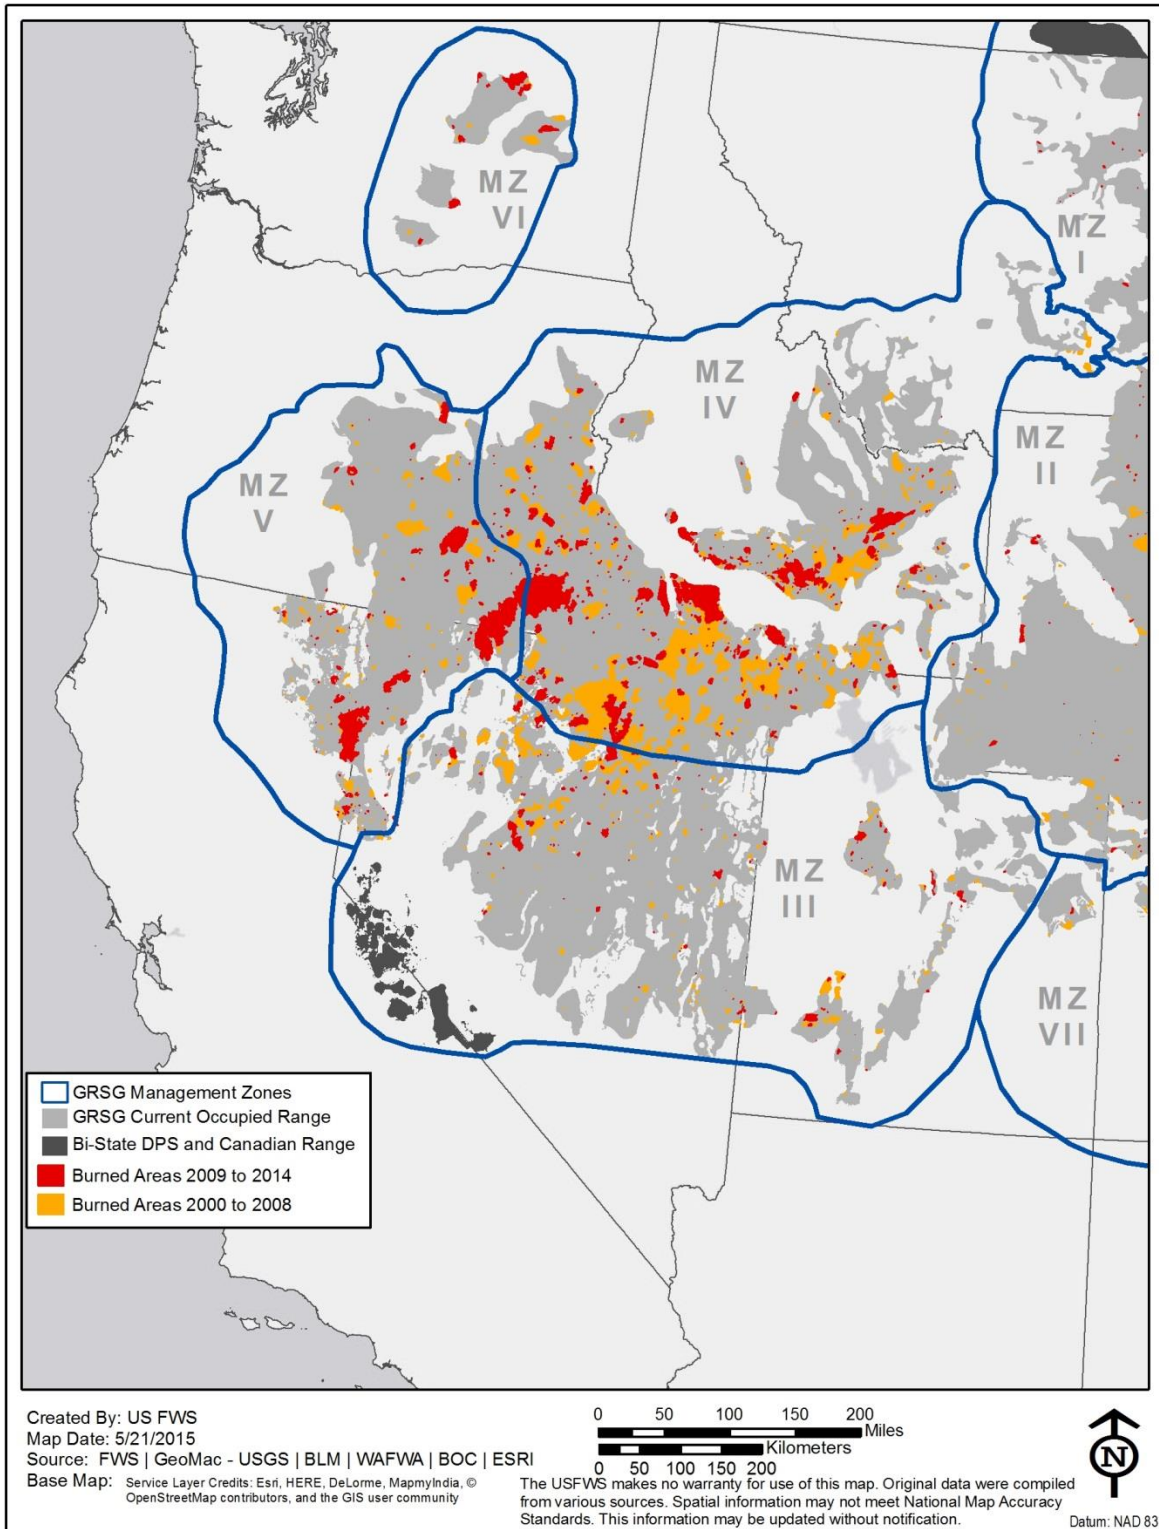 MZ
VI
MZ
I
MZ
IV
MZ
II
MZ
V
MZ
III
MZ
VII
GRSG Management Zones
GRSG Current Occupied Range
Bi-State DPS and Canadian Range
Burned Areas 2009 to 2014
Burned Areas 2000 to 2008
Created By: US FWS
Map Date: 5/21/2015
Source: FWS | GeoMac - USGS | BLM | WAFWA | BOC | ESRI
Base Map: Service Layer Credits: Esri, HERE, DeLorme, MapmyIndia, ©
OpenStreetMap contributors, and the GIS user community
0 50 100 150 200
Miles
Kilometers
0 50 100 150 200
The USFWS makes no warranty for use of this map. Original data were compiled
from various sources. Spatial information may not meet National Map Accuracy
Standards. This information may be updated without notification.
N
Datum: NAD 83